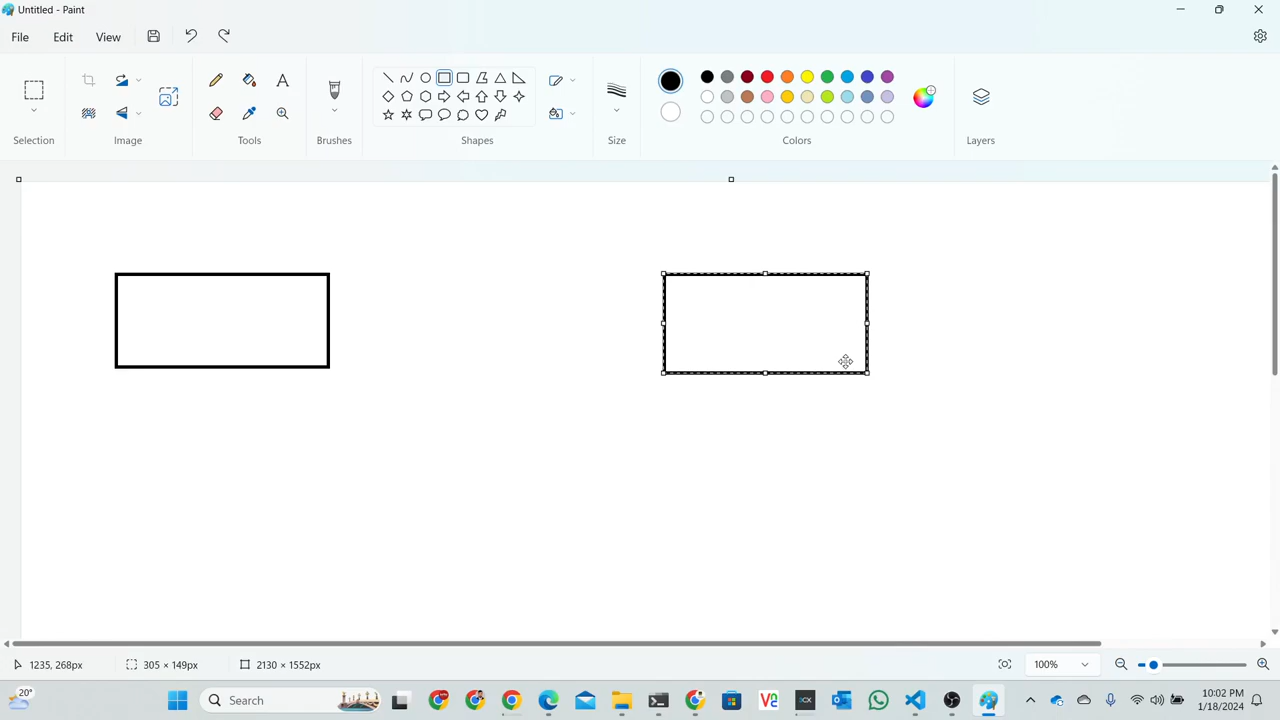 Untitled - Paint
File Edit View
Selection Image Tools Brushes Shapes Size Colors Layers
1235, 268px 305 × 149px 2130 × 1552px 100%
20° Search 10:02 PM
1/18/2024